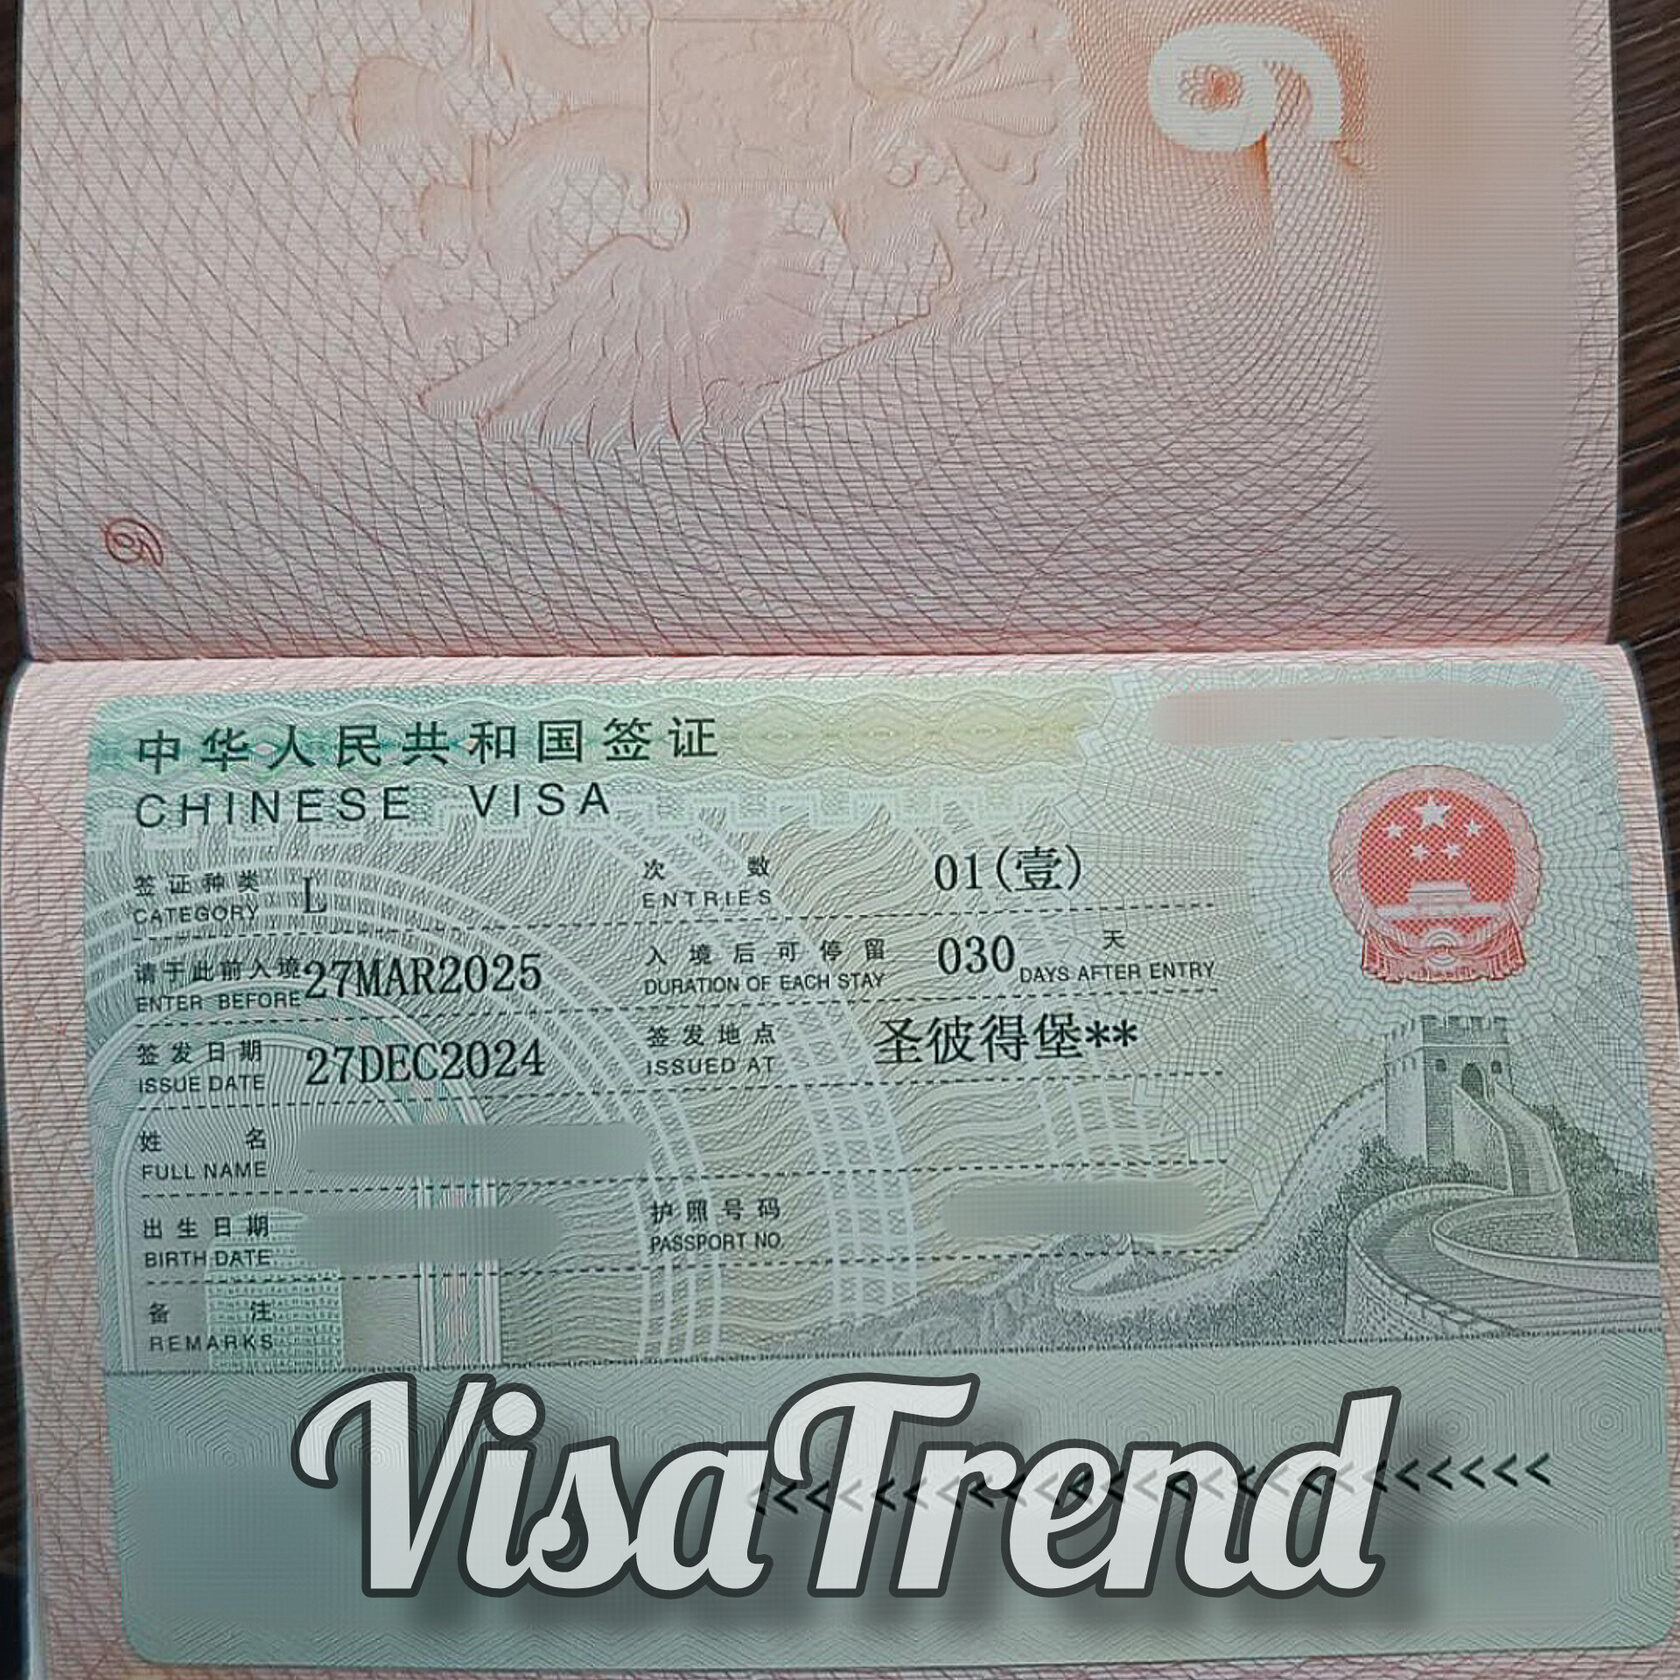 6
6
中华人民共和国签证
CHINESE VISA
签证种类 L 次数 01(壹)
CATEGORY ENTRIES
请于此前入境 27MAR2025 入境后可停留 030 天
ENTER BEFORE DURATION OF EACH STAY DAYS AFTER ENTRY
签发日期 27DEC2024 签发地点 圣彼得堡**
ISSUE DATE ISSUED AT
姓名
FULL NAME
出生日期 护照号码
BIRTH DATE PASSPORT NO.
备注
REMARKS
VisaTrend
<<<<<<<<<<<<<<<<<<<<<<<<